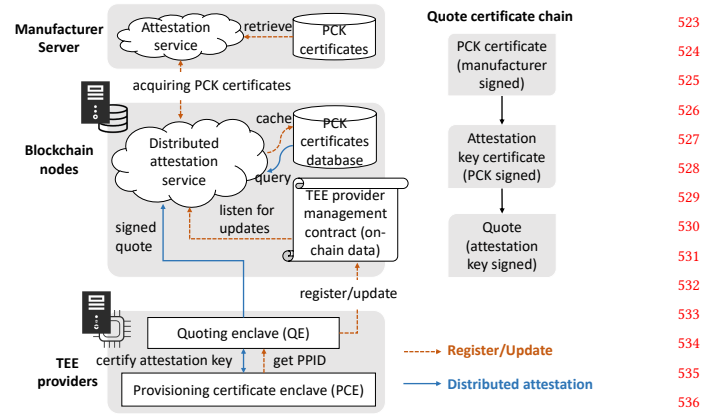 Manufacturer
Server
Attestation
service
retrieve
PCK
certificates
acquiring PCK certificates
Blockchain
nodes
Distributed
attestation
service
cache
query
PCK
certificates
database
listen for
updates
TEE provider
management
contract (on-
chain data)
signed
quote
register/update
TEE
providers
Quoting enclave (QE)
certify attestation key
get PPID
Provisioning certificate enclave (PCE)
Quote certificate chain
PCK certificate
(manufacturer
signed)
Attestation
key certificate
(PCK signed)
Quote
(attestation
key signed)
Register/Update
Distributed attestation
523
524
525
526
527
528
529
530
531
532
533
534
535
536